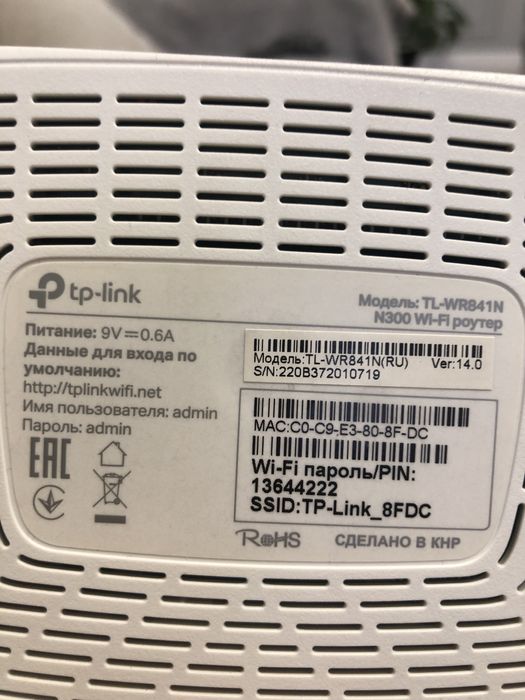 tp-link
Модель: TL-WR841N
N300 Wi-Fi роутер
Питание: 9V⎓0.6A
Данные для входа по
умолчанию:
http://tplinkwifi.net
Имя пользователя: admin
Пароль: admin
Модель:TL-WR841N(RU) Ver:14.0
S/N:220B372010719
MAC:C0-C9-E3-80-8F-DC
Wi-Fi пароль/PIN:
13644222
SSID:TP-Link_8FDC
EAC
RoHS
СДЕЛАНО В КНР